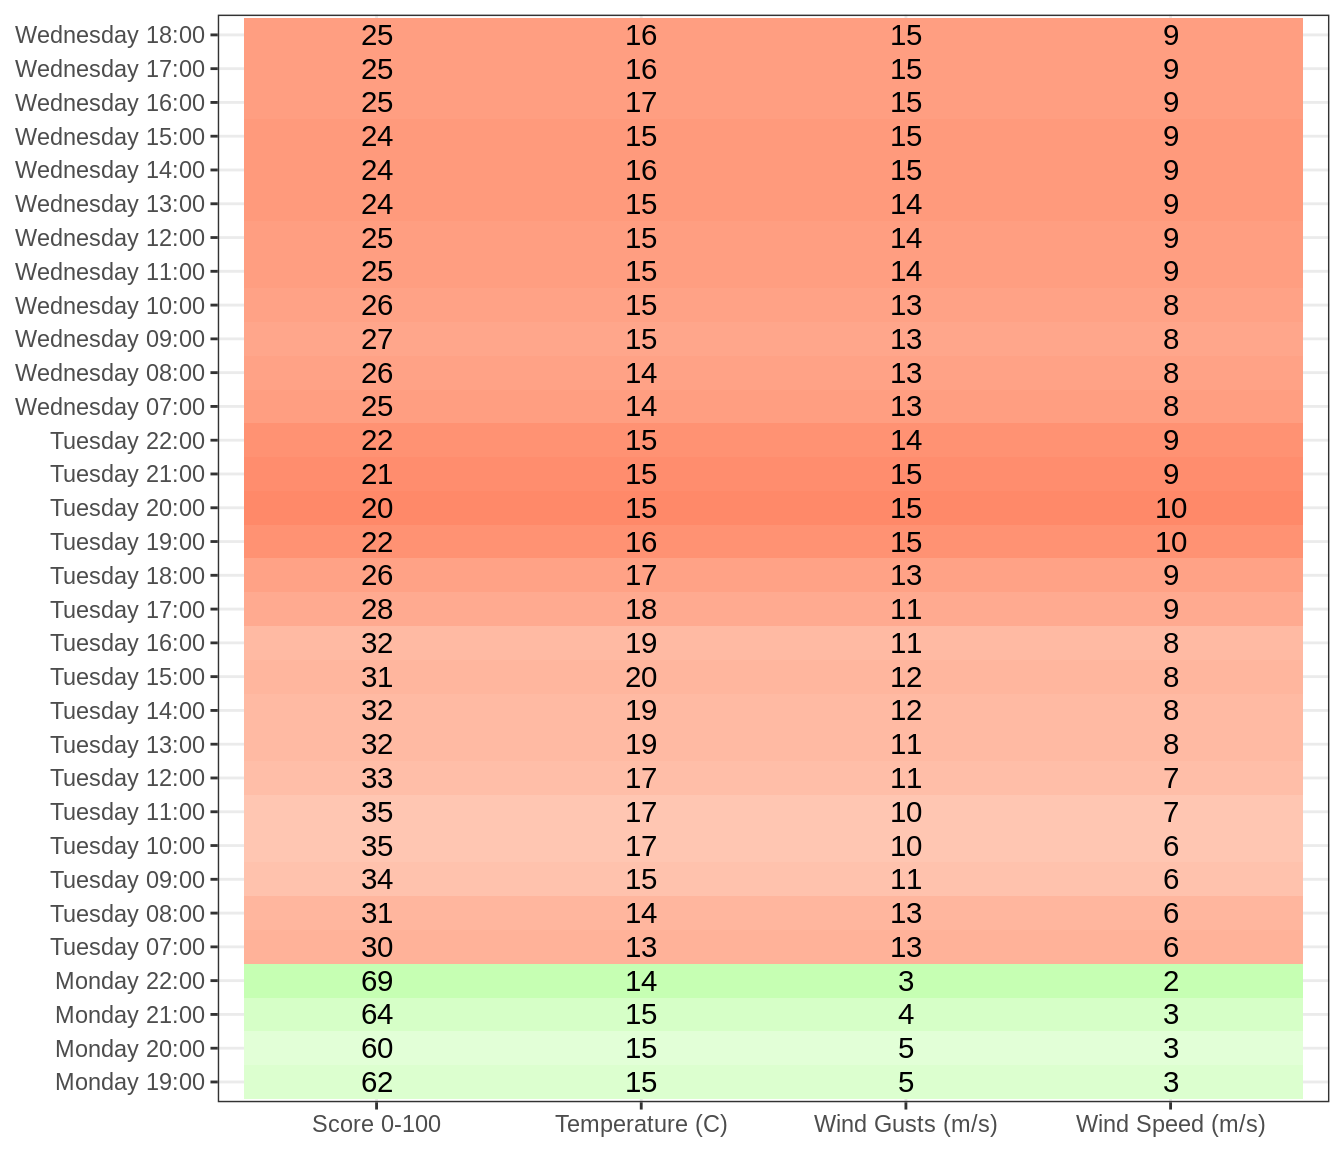 Wednesday 18:00 25 16 15 9
Wednesday 17:00 25 16 15 9
Wednesday 16:00 25 17 15 9
Wednesday 15:00 24 15 15 9
Wednesday 14:00 24 16 15 9
Wednesday 13:00 24 15 14 9
Wednesday 12:00 25 15 14 9
Wednesday 11:00 25 15 14 9
Wednesday 10:00 26 15 13 8
Wednesday 09:00 27 15 13 8
Wednesday 08:00 26 14 13 8
Wednesday 07:00 25 14 13 8
Tuesday 22:00 22 15 14 9
Tuesday 21:00 21 15 15 9
Tuesday 20:00 20 15 15 10
Tuesday 19:00 22 16 15 10
Tuesday 18:00 26 17 13 9
Tuesday 17:00 28 18 11 9
Tuesday 16:00 32 19 11 8
Tuesday 15:00 31 20 12 8
Tuesday 14:00 32 19 12 8
Tuesday 13:00 32 19 11 8
Tuesday 12:00 33 17 11 7
Tuesday 11:00 35 17 10 7
Tuesday 10:00 35 17 10 6
Tuesday 09:00 34 15 11 6
Tuesday 08:00 31 14 13 6
Tuesday 07:00 30 13 13 6
Monday 22:00 69 14 3 2
Monday 21:00 64 15 4 3
Monday 20:00 60 15 5 3
Monday 19:00 62 15 5 3
Score 0-100 Temperature (C) Wind Gusts (m/s) Wind Speed (m/s)